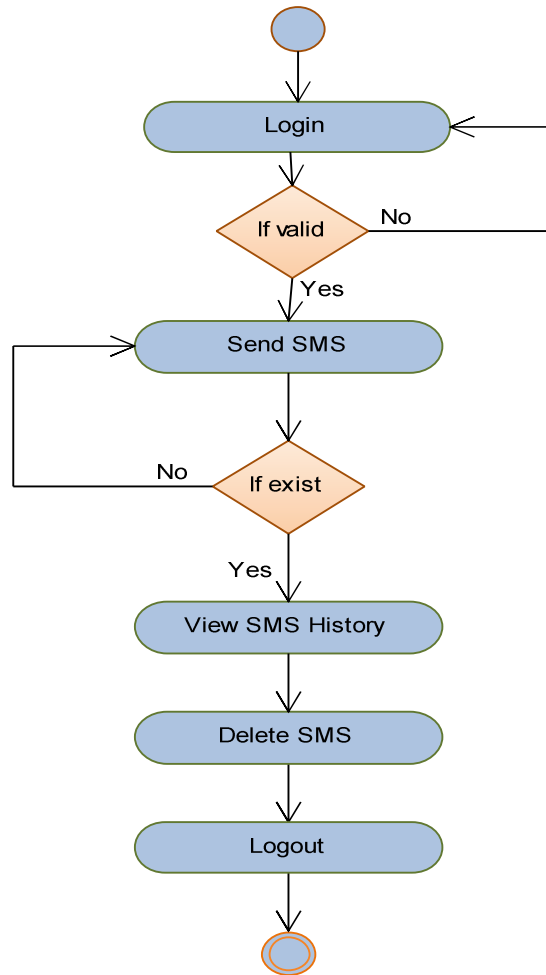 Login
If valid
No
Yes
Send SMS
If exist
No
Yes
View SMS History
Delete SMS
Logout